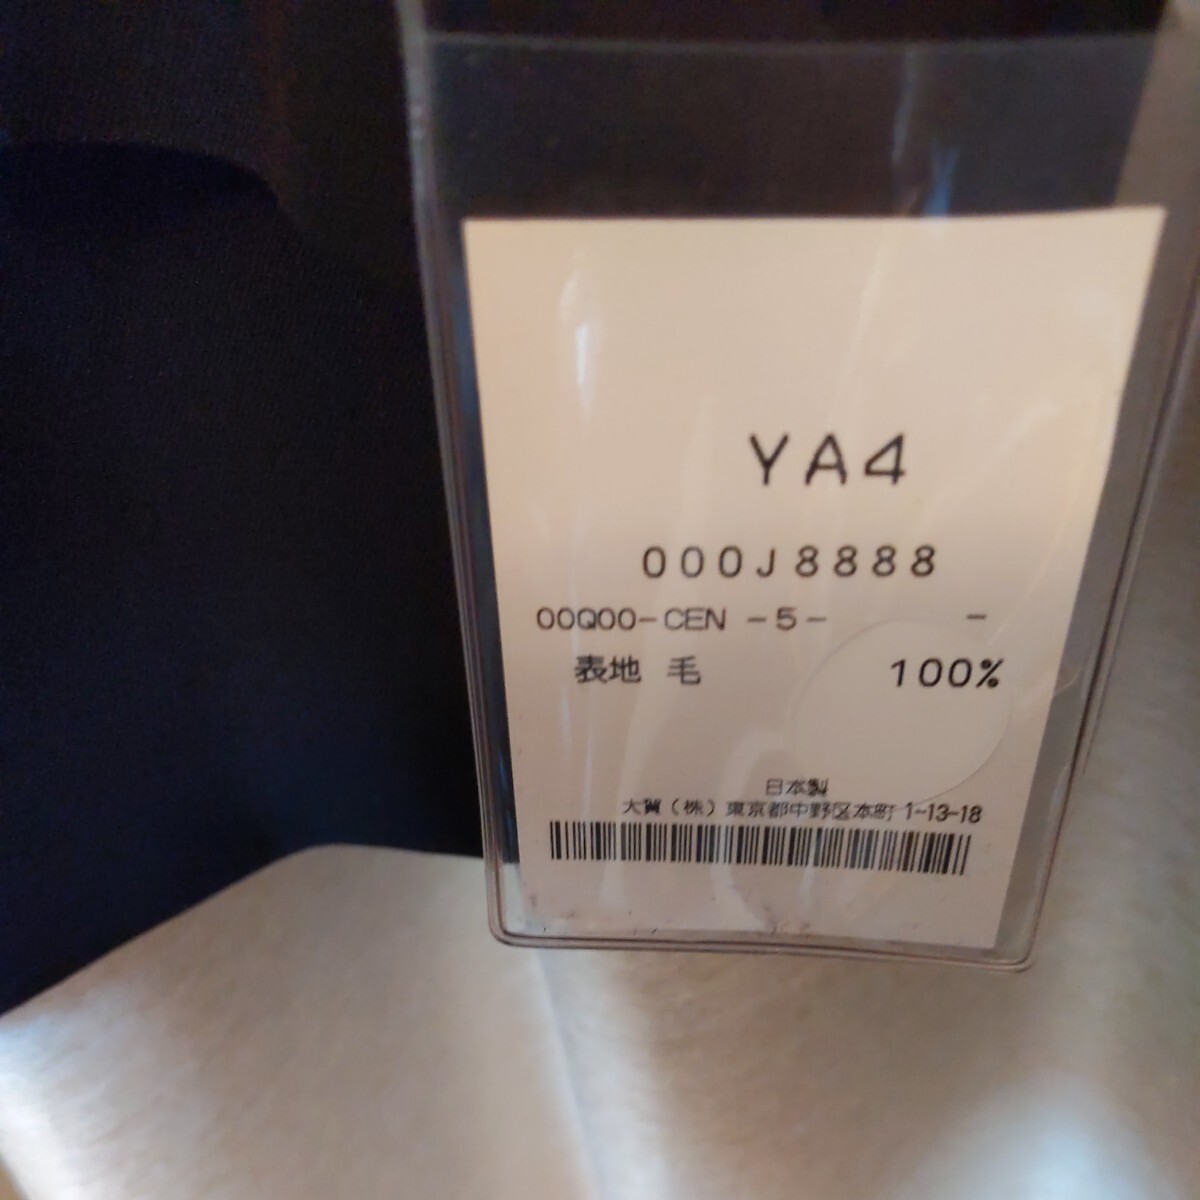 YA4
000J8888
00Q00-CEN -5- -
表地 毛 100%
日本製
大賀(株)東京都中野区本町 1-13-18